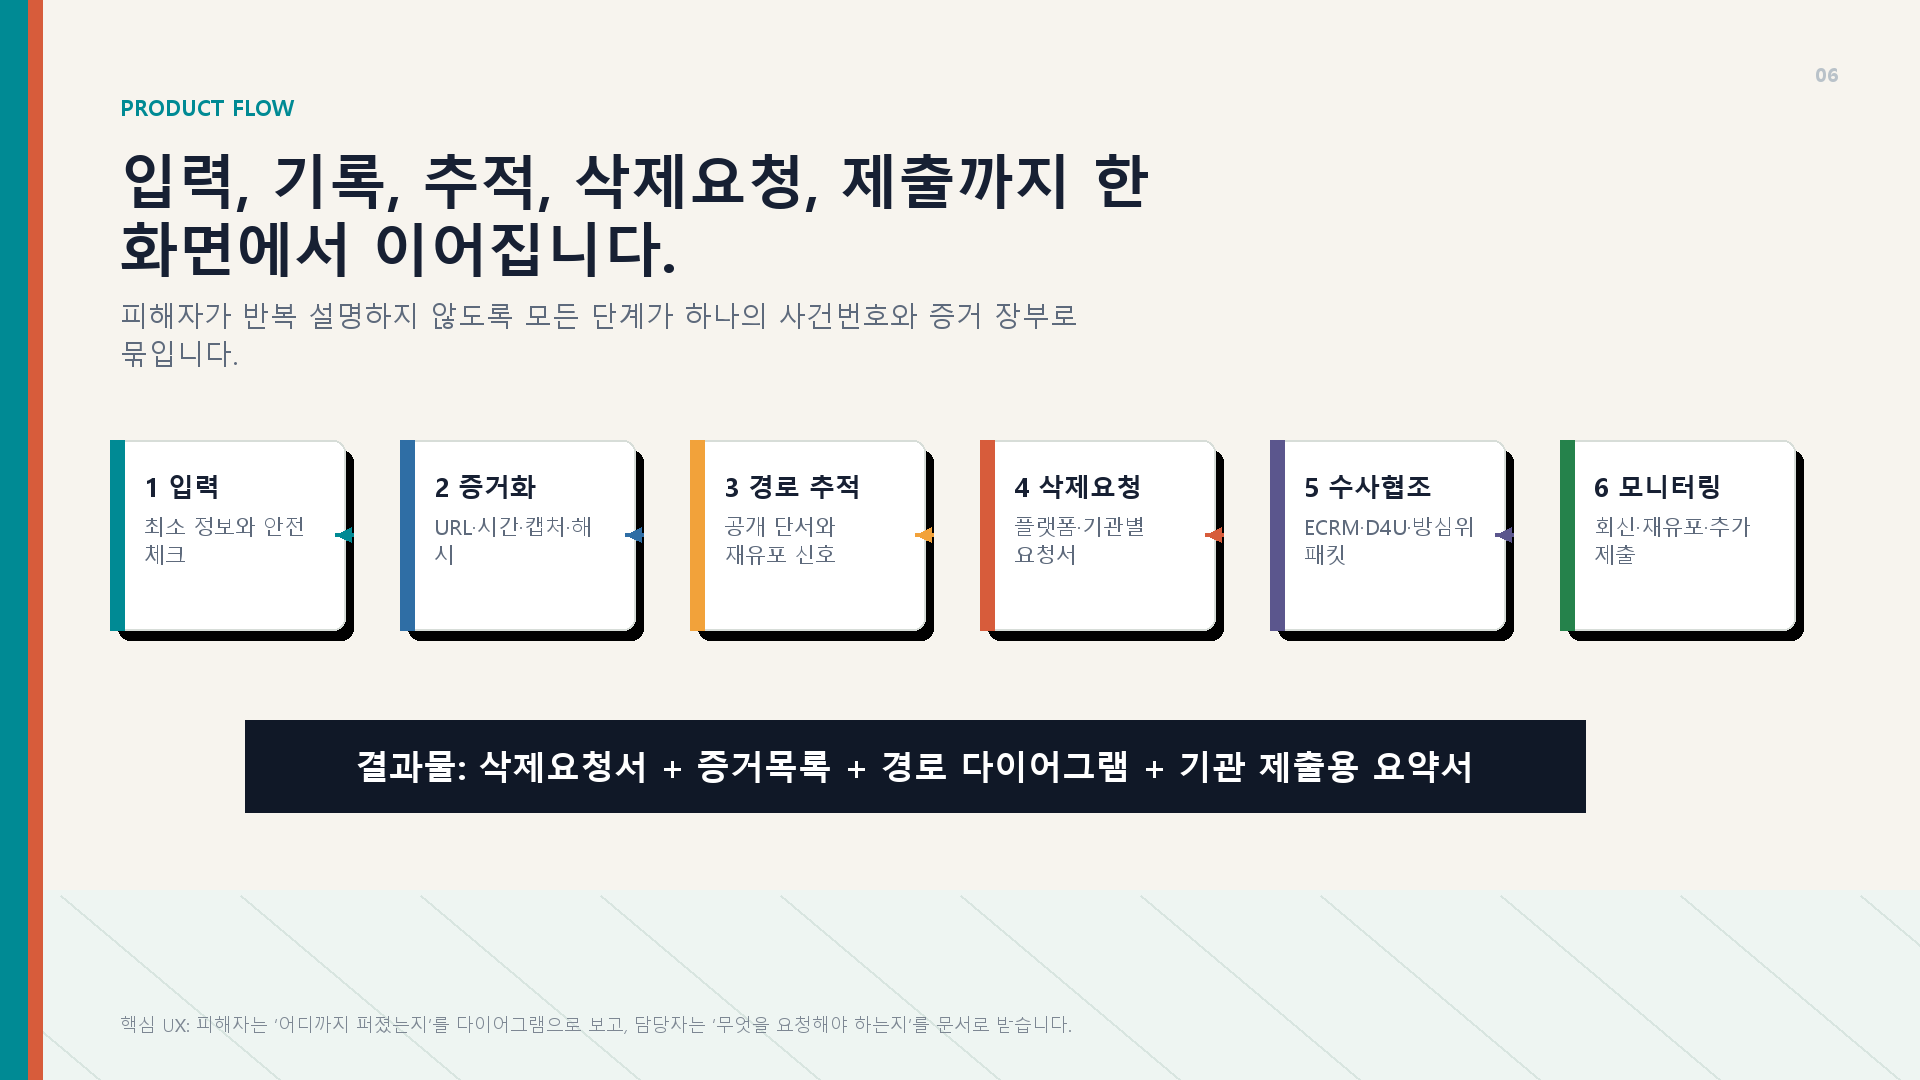 06
PRODUCT FLOW
입력, 기록, 추적, 삭제요청, 제출까지 한
화면에서 이어집니다.
피해자가 반복 설명하지 않도록 모든 단계가 하나의 사건번호와 증거 장부로
묶입니다.
1 입력
최소 정보와 안전
체크
2 증거화
URL·시간·캡처·해
시
3 경로 추적
공개 단서와
재유포 신호
4 삭제요청
플랫폼·기관별
요청서
5 수사협조
ECRM·D4U·방심위
패킷
6 모니터링
회신·재유포·추가
제출
결과물: 삭제요청서 + 증거목록 + 경로 다이어그램 + 기관 제출용 요약서
핵심 UX: 피해자는 '어디까지 퍼졌는지'를 다이어그램으로 보고, 담당자는 '무엇을 요청해야 하는지'를 문서로 받습니다.